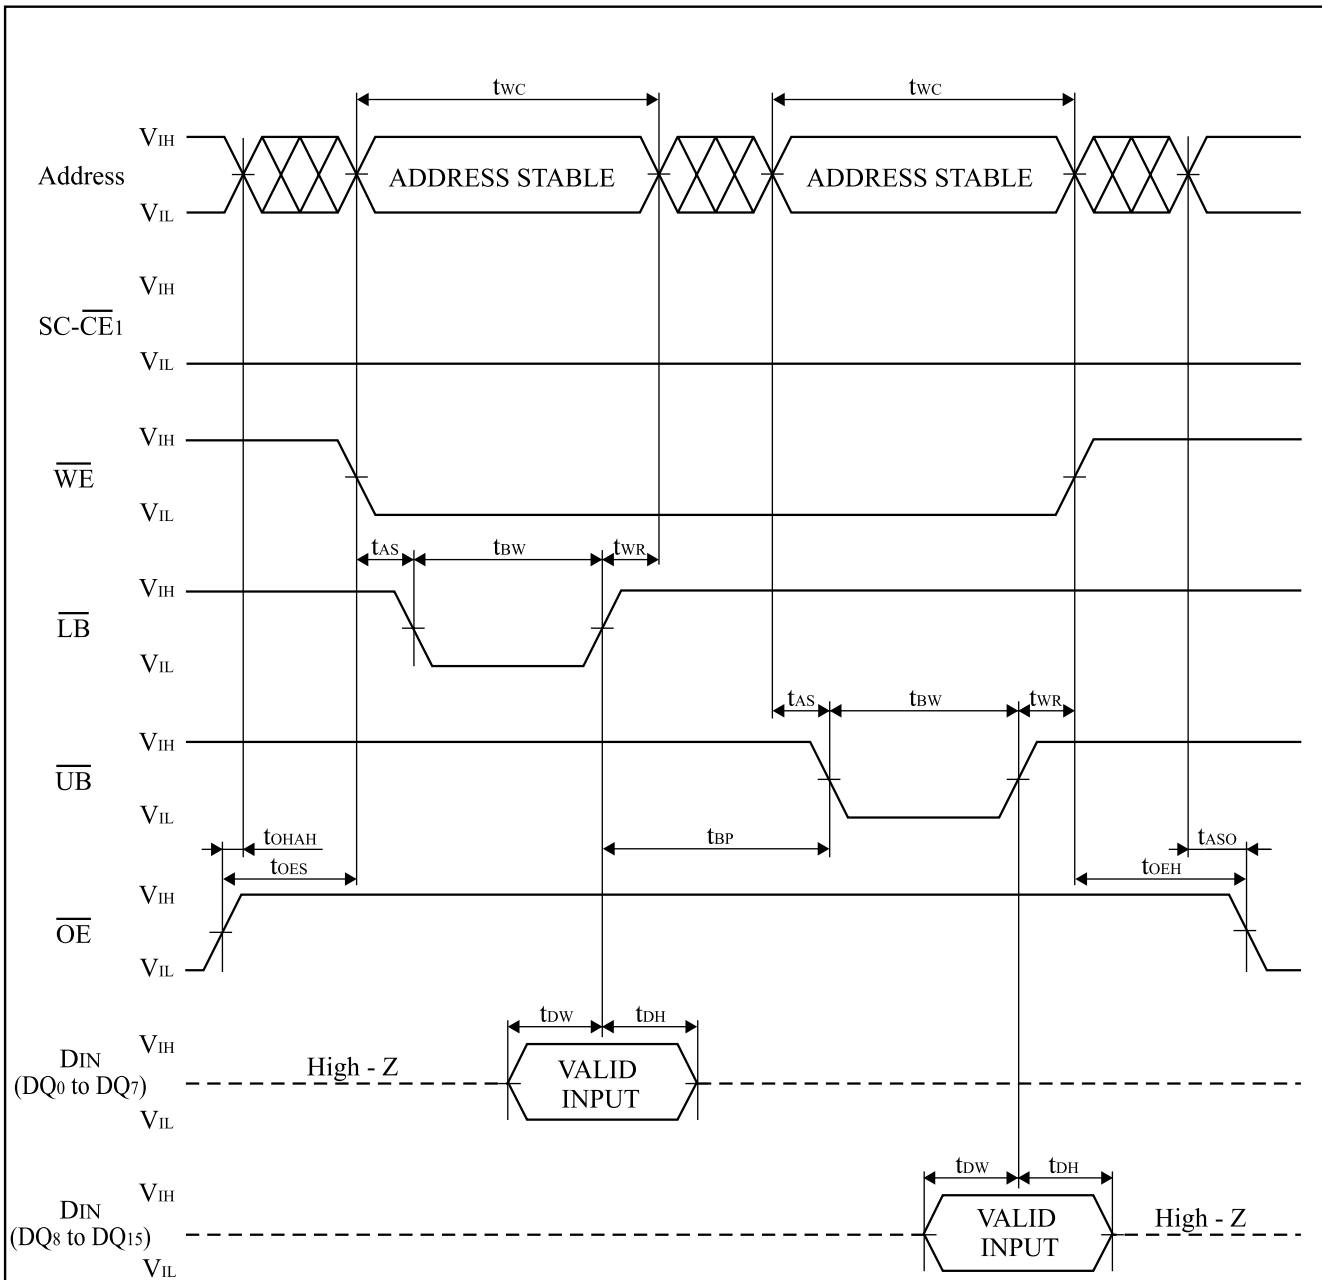 tWC tWC
VIH
Address ADDRESS STABLE ADDRESS STABLE
VIL
VIH
SC-CE1
VIL
VIH
WE
VIL
tAS tBW tWR
VIH
LB
VIL
tAS tBW tWR
VIH
UB
VIL
tOHAH tBP tASO
tOES tOEH
VIH
OE
VIL
tDW tDH
VIH
DIN High - Z VALID
(DQ0 to DQ7) INPUT
VIL
tDW tDH
VIH
DIN VALID High - Z
(DQ8 to DQ15) INPUT
VIL